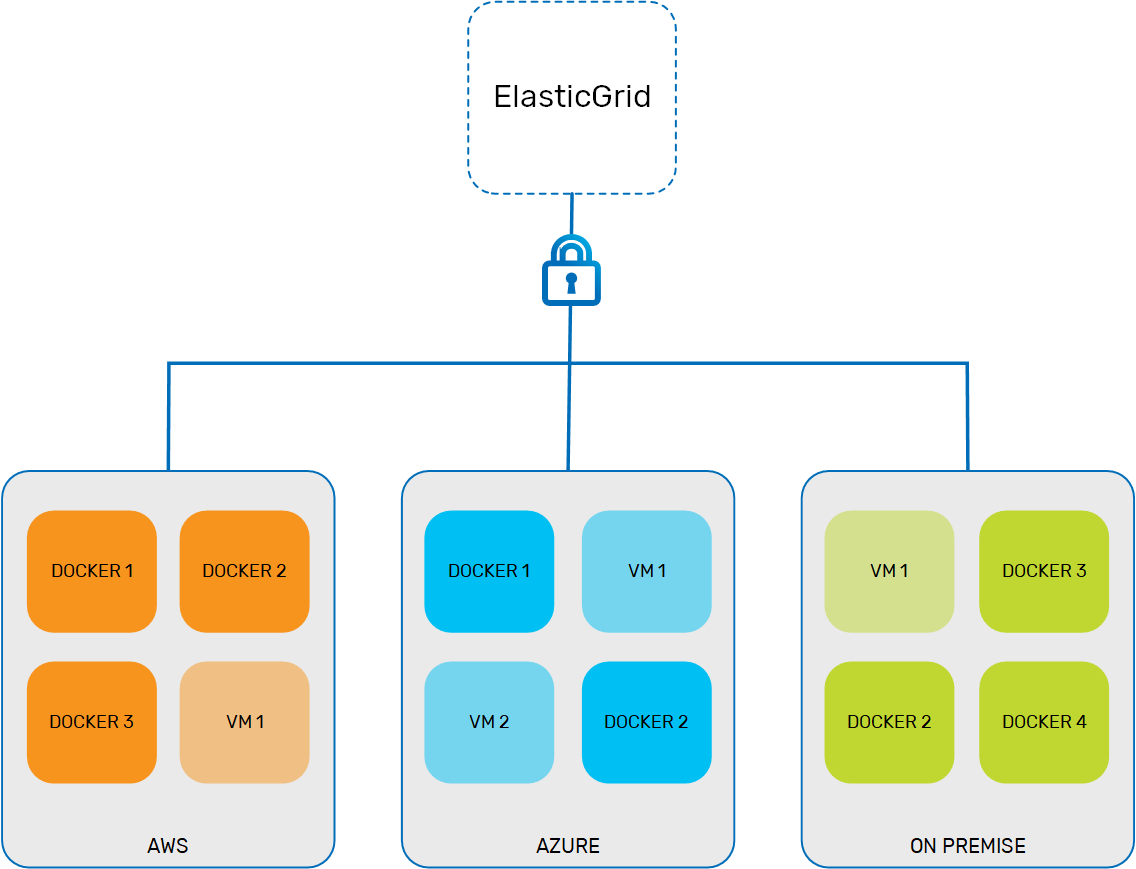 ElasticGrid
DOCKER 1
DOCKER 2
DOCKER 3
VM 1
AWS
DOCKER 1
VM 1
VM 2
DOCKER 2
AZURE
VM 1
DOCKER 3
DOCKER 2
DOCKER 4
ON PREMISE